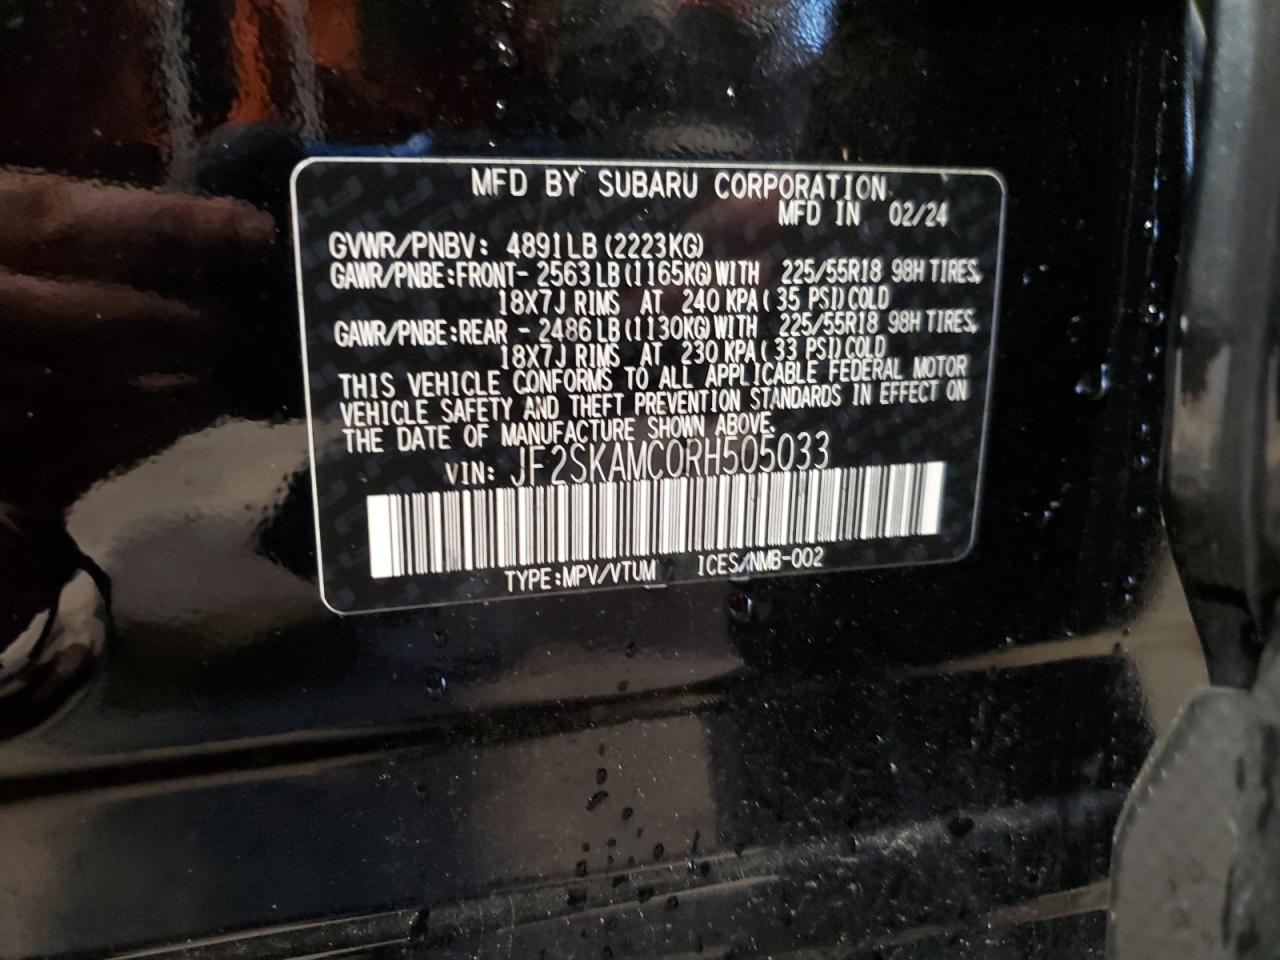 MFD BY SUBARU CORPORATION
MFD IN 02/24
GVWR/PNBV: 4891LB (2223KG)
GAWR/PNBE:FRONT- 2563LB (1165KG) WITH 225/55R18 98H TIRES,
18X7J RIMS AT 240 KPA ( 35 PSI) COLD
GAWR/PNBE:REAR - 2486LB (1130KG) WITH 225/55R18 98H TIRES,
18X7J RIMS AT 230 KPA ( 33 PSI) COLD
THIS VEHICLE CONFORMS TO ALL APPLICABLE FEDERAL MOTOR
VEHICLE SAFETY AND THEFT PREVENTION STANDARDS IN EFFECT ON
THE DATE OF MANUFACTURE SHOWN ABOVE.
VIN: JF2SKAMC0RH505033
TYPE:MPV/VTUM ICES/NMB-002